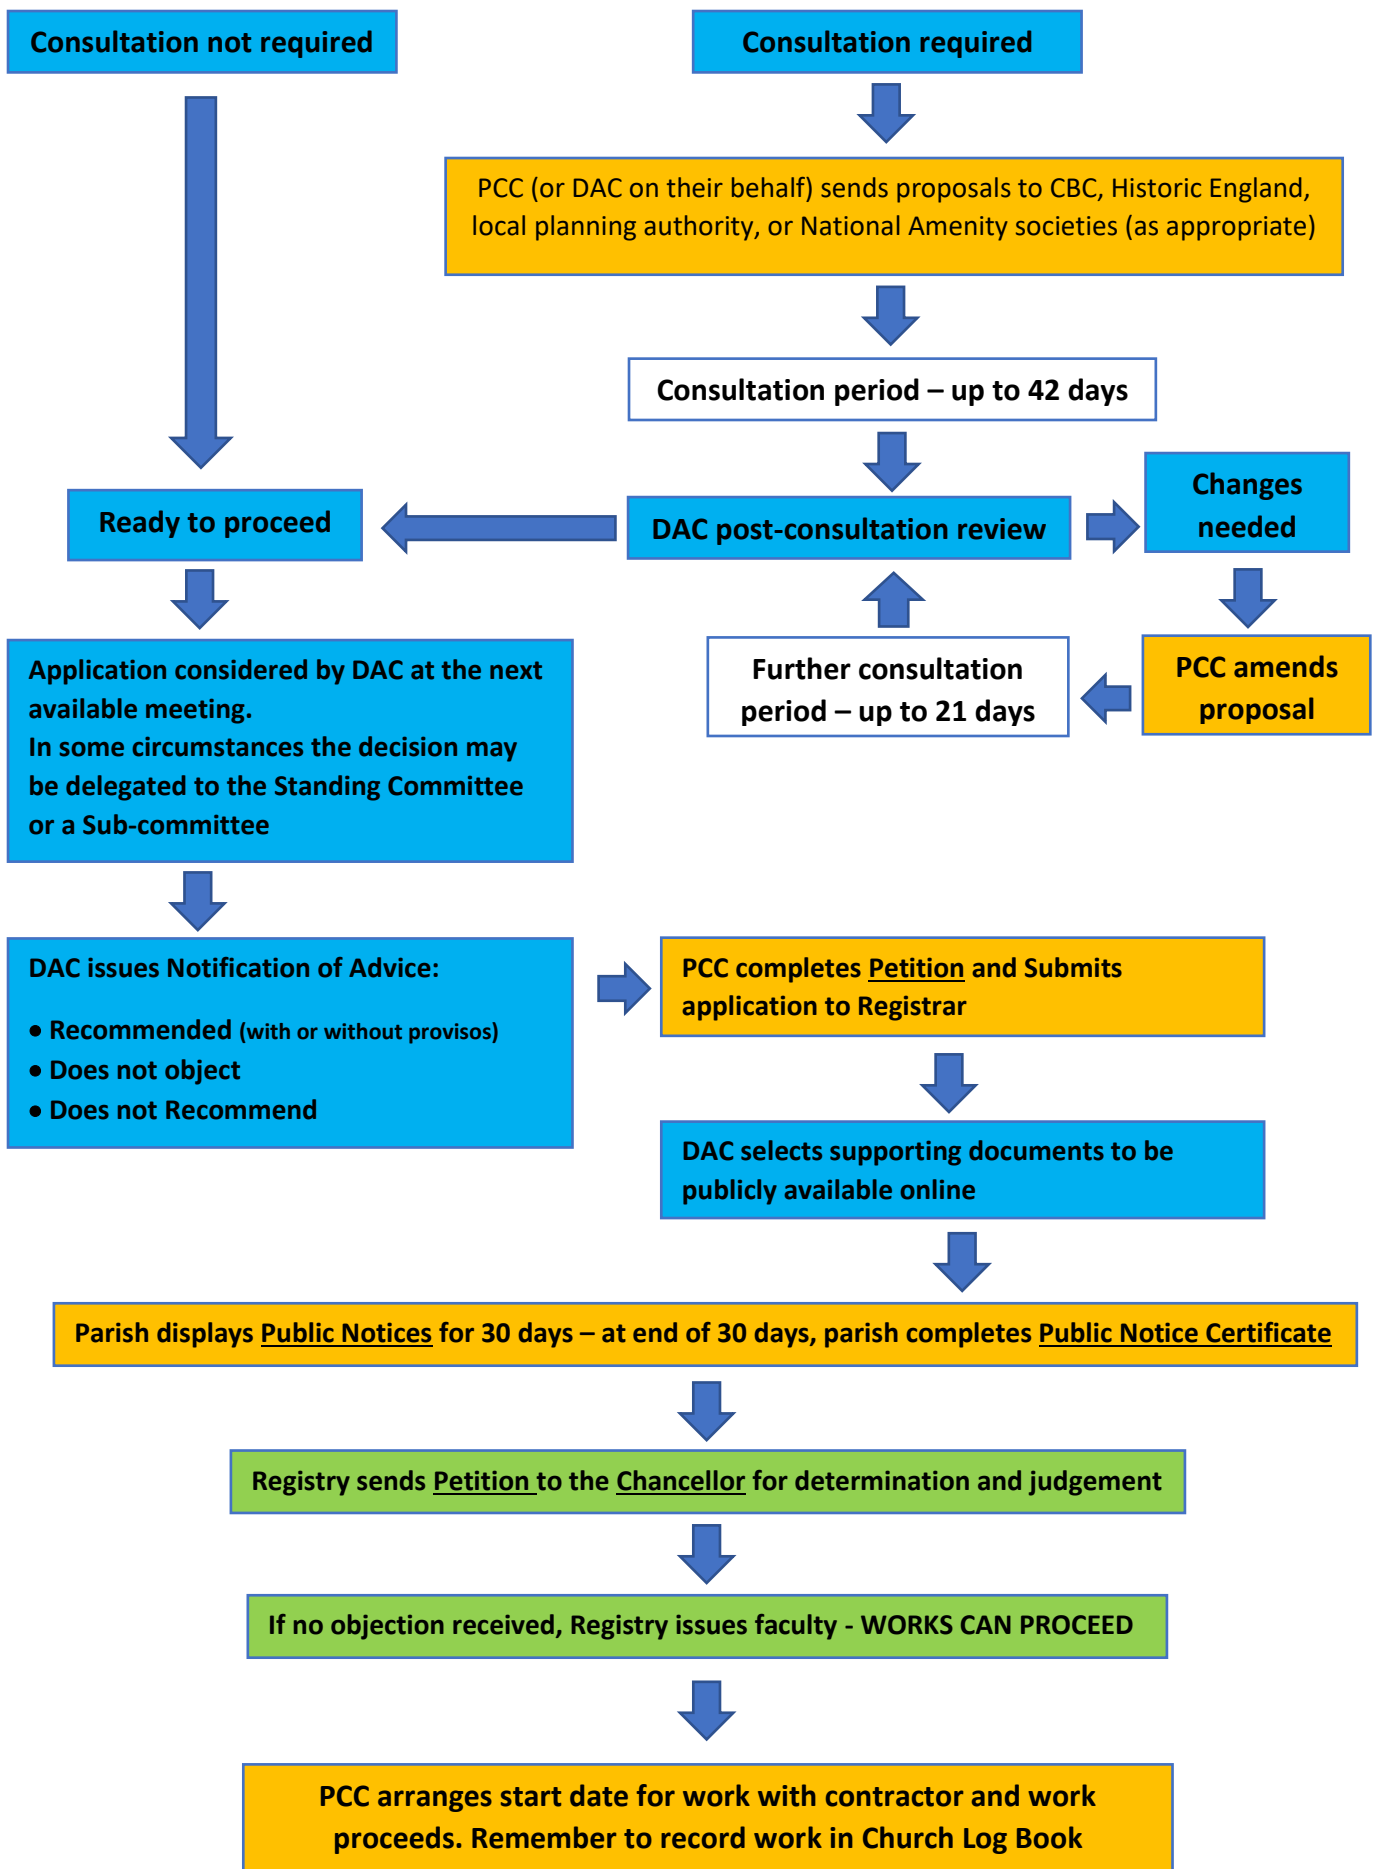 Consultation not required
Consultation required
PCC (or DAC on their behalf) sends proposals to CBC, Historic England,
local planning authority, or National Amenity societies (as appropriate)
Consultation period – up to 42 days
Ready to proceed
DAC post-consultation review
Changes
needed
Application considered by DAC at the next
available meeting.
In some circumstances the decision may
be delegated to the Standing Committee
or a Sub-committee
Further consultation
period – up to 21 days
PCC amends
proposal
DAC issues Notification of Advice:
• Recommended (with or without provisos)
• Does not object
• Does not Recommend
PCC completes Petition and Submits
application to Registrar
DAC selects supporting documents to be
publicly available online
Parish displays Public Notices for 30 days – at end of 30 days, parish completes Public Notice Certificate
Registry sends Petition to the Chancellor for determination and judgement
If no objection received, Registry issues faculty - WORKS CAN PROCEED
PCC arranges start date for work with contractor and work
proceeds. Remember to record work in Church Log Book